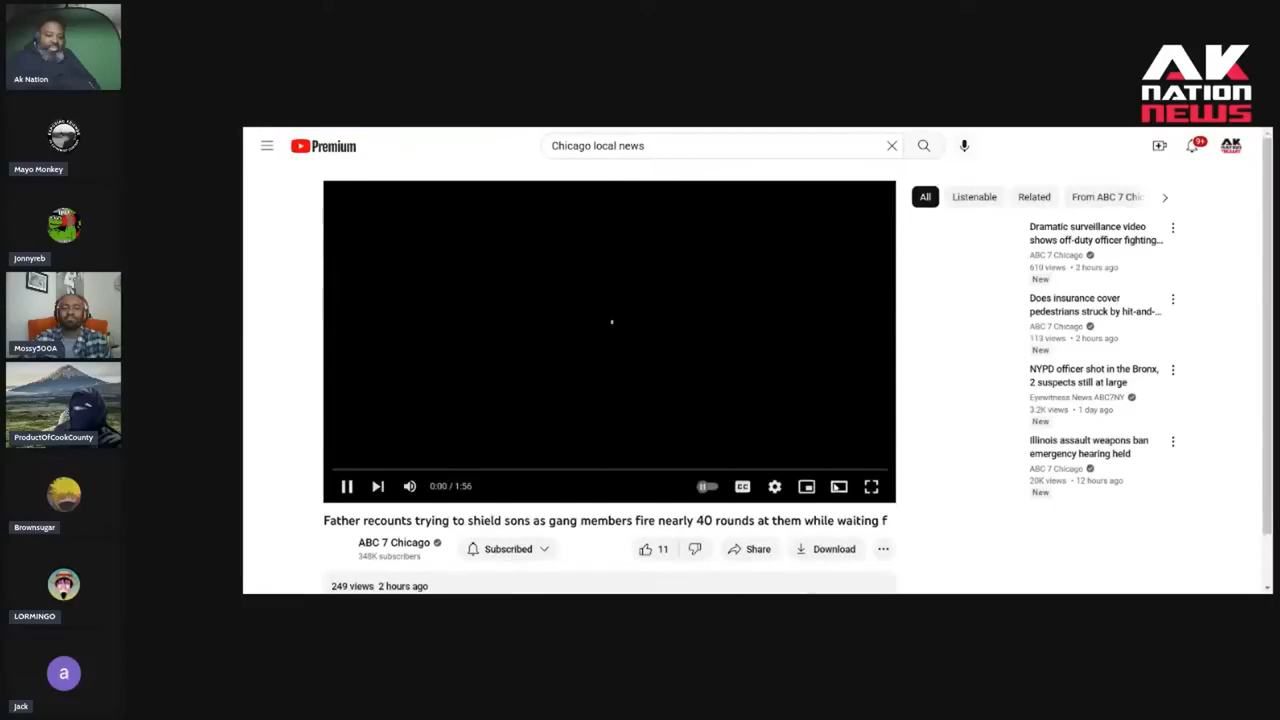 Ak Nation
Mayo Monkey
Jonnyreb
Mossy500A
ProductOfCookCounty
Brownsugar
LORMINGO
a
Jack
AK
NATION
NEWS
Premium
Chicago local news
9+
All
Listenable
Related
From ABC 7 Chic
0:00 / 1:56
CC
Father recounts trying to shield sons as gang members fire nearly 40 rounds at them while waiting f
ABC 7 Chicago
348K subscribers
Subscribed
11
Share
Download
249 views 2 hours ago
Dramatic surveillance video
shows off-duty officer fighting...
ABC 7 Chicago
619 views • 2 hours ago
New
Does insurance cover
pedestrians struck by hit-and-...
ABC 7 Chicago
113 views • 2 hours ago
New
NYPD officer shot in the Bronx,
2 suspects still at large
Eyewitness News ABC7NY
3.2K views • 1 day ago
New
Illinois assault weapons ban
emergency hearing held
ABC 7 Chicago
20K views • 12 hours ago
New